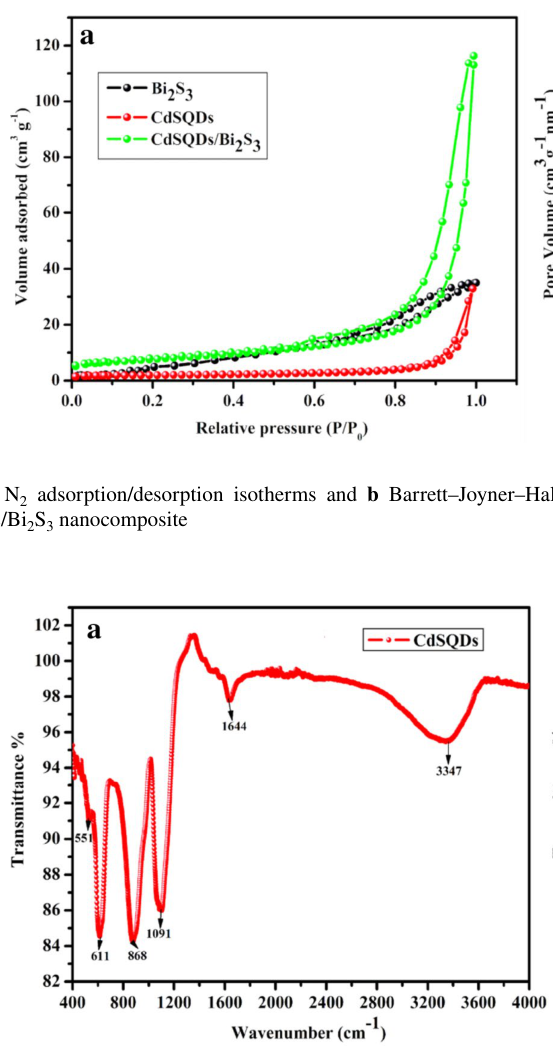 a
120
100
80
60
40
20
0
0.0 0.2 0.4 0.6 0.8 1.0
Volume adsorbed (cm³ g⁻¹)
Relative pressure (P/P₀)
Bi₂S₃
CdSQDs
CdSQDs/Bi₂S₃
Pore Volume (cm³g⁻¹nm⁻¹)
N₂ adsorption/desorption isotherms and b Barrett–Joyner–Hal
/Bi₂S₃ nanocomposite
a
CdSQDs
102
100
98
96
94
92
90
88
86
84
82
Transmittance %
551
611
868
1091
1644
3347
400 800 1200 1600 2000 2400 2800 3200 3600 4000
Wavenumber (cm⁻¹)